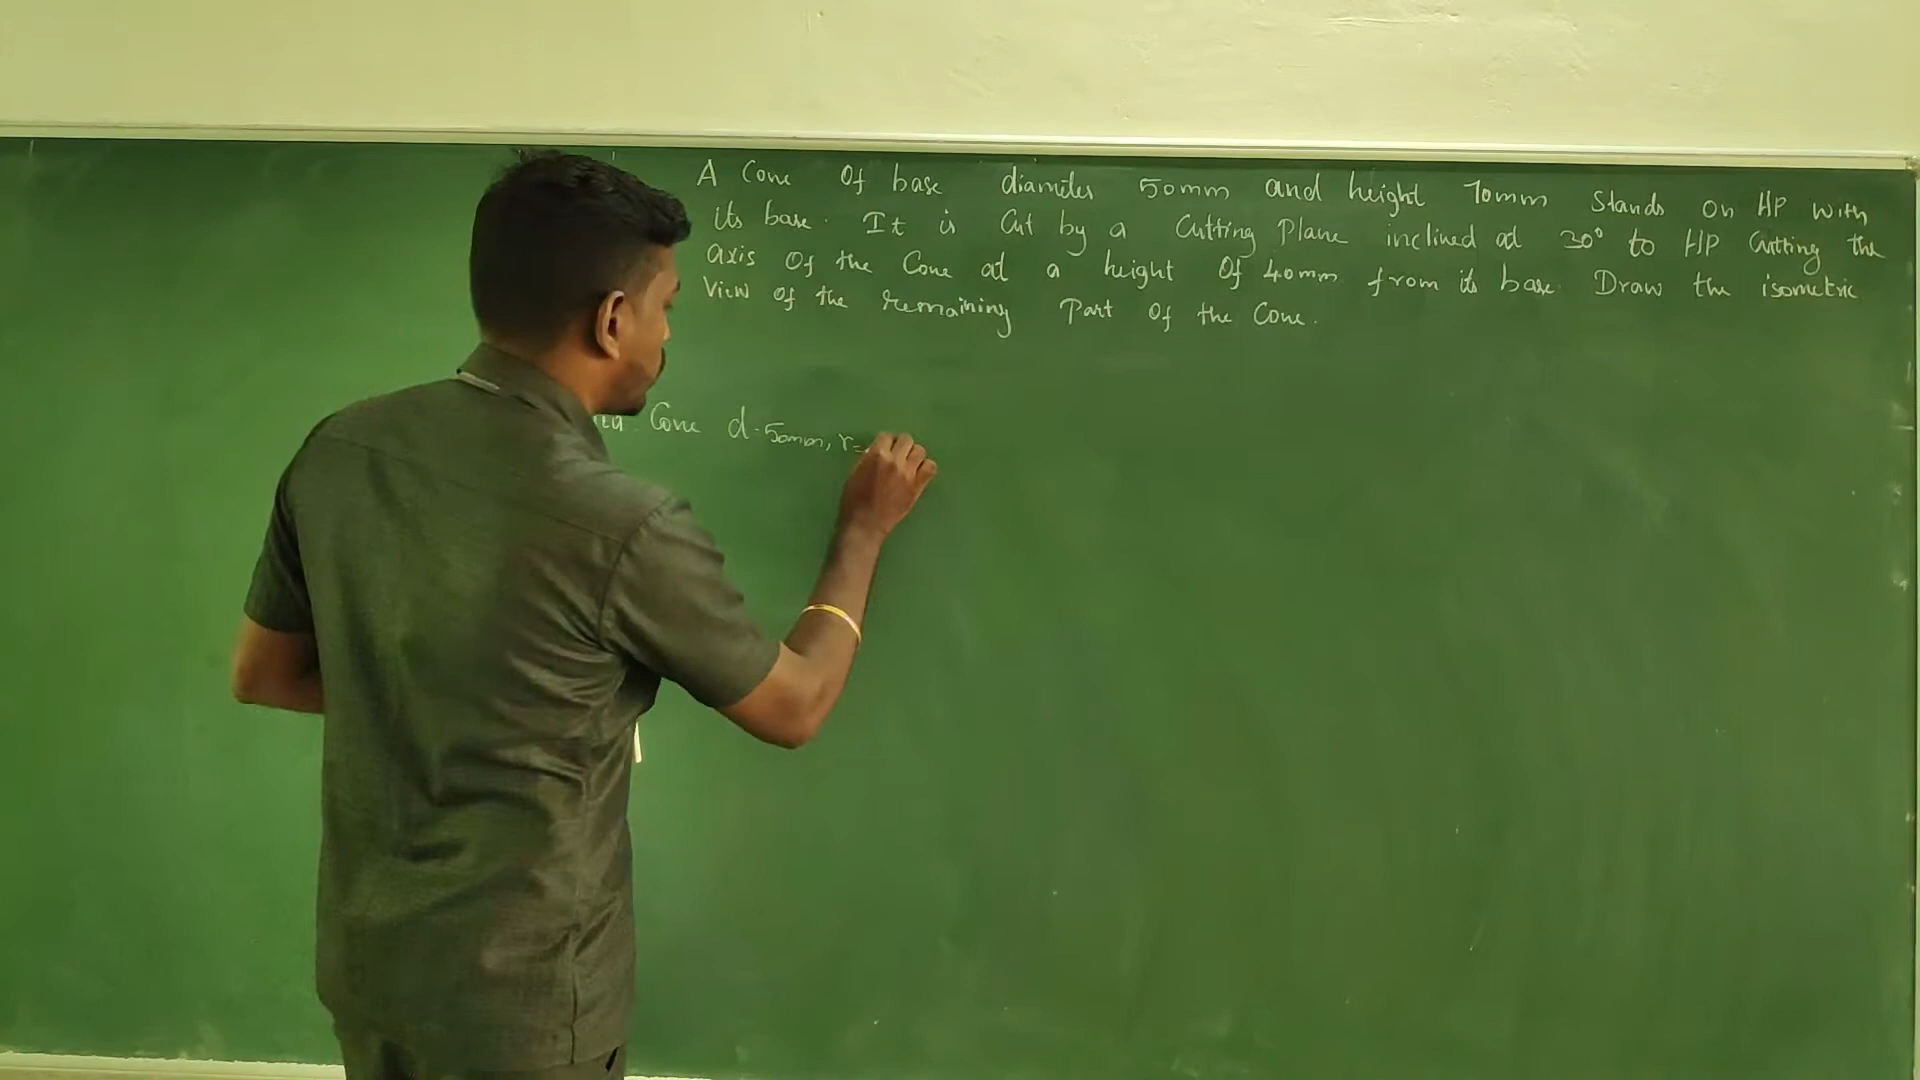 A Cone Of base diameter 50mm and height 70mm Stands on HP with
its base. It is Cut by a Cutting Plane inclined at 30° to HP Cutting the
axis Of the Cone at a height Of 40mm from its base. Draw the isometric
View Of the remaining Part Of the Cone.
Cone d-50mm, r=